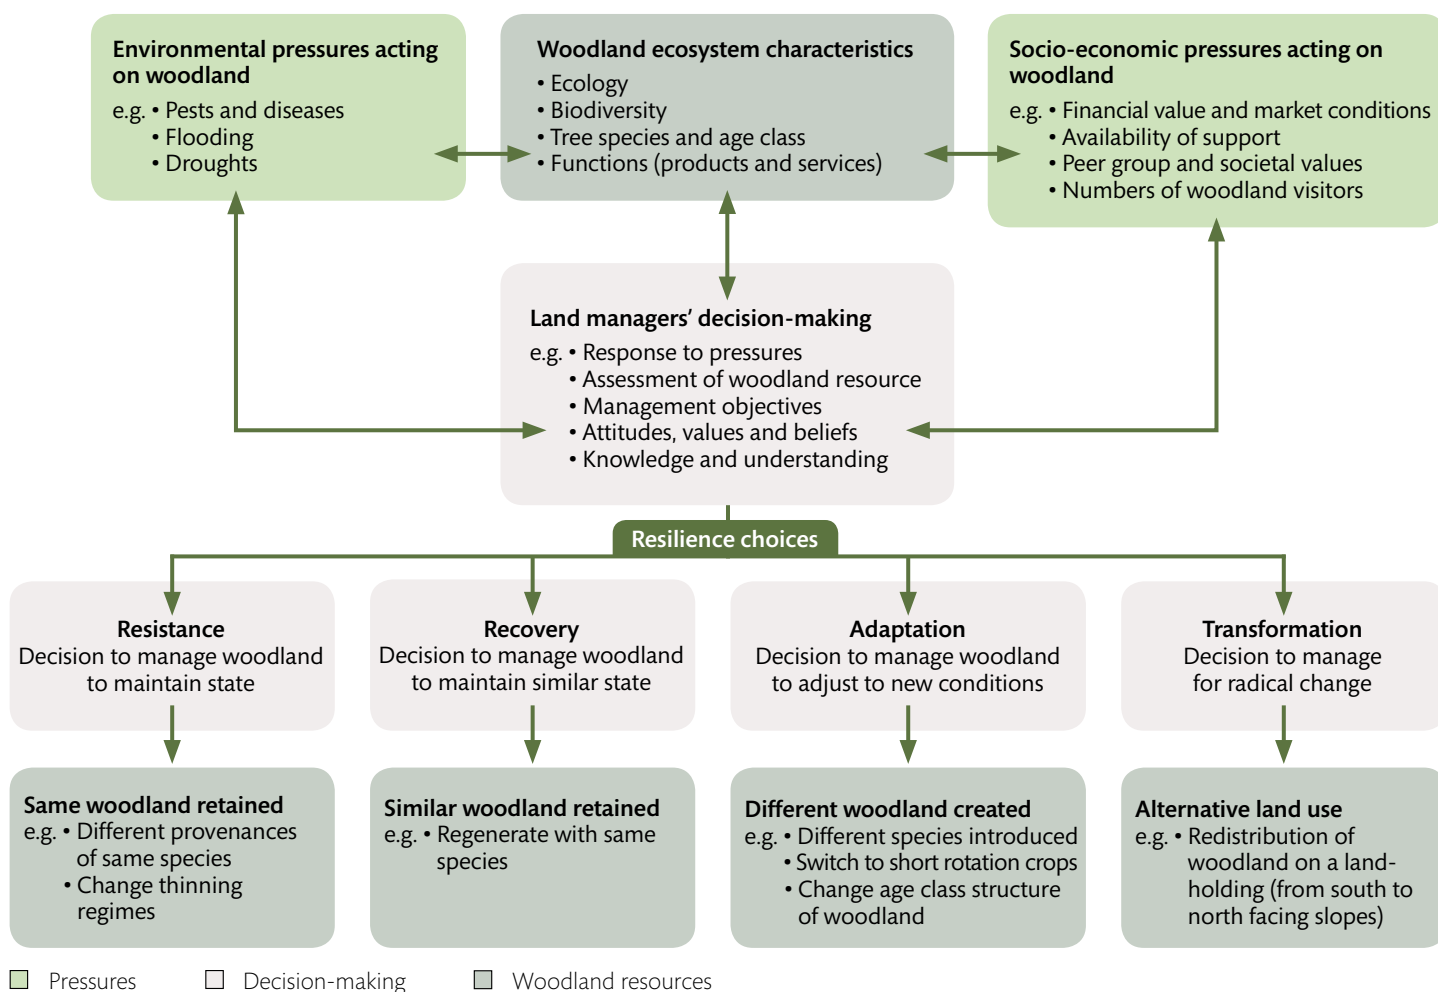 Environmental pressures acting
on woodland
e.g. • Pests and diseases
• Flooding
• Droughts
Woodland ecosystem characteristics
• Ecology
• Biodiversity
• Tree species and age class
• Functions (products and services)
Socio-economic pressures acting on
woodland
e.g. • Financial value and market conditions
• Availability of support
• Peer group and societal values
• Numbers of woodland visitors
Land managers’ decision-making
e.g. • Response to pressures
• Assessment of woodland resource
• Management objectives
• Attitudes, values and beliefs
• Knowledge and understanding
Resilience choices
Resistance
Decision to manage woodland
to maintain state
Recovery
Decision to manage woodland
to maintain similar state
Adaptation
Decision to manage woodland
to adjust to new conditions
Transformation
Decision to manage
for radical change
Same woodland retained
e.g. • Different provenances
of same species
• Change thinning
regimes
Similar woodland retained
e.g. • Regenerate with same
species
Different woodland created
e.g. • Different species introduced
• Switch to short rotation crops
• Change age class structure
of woodland
Alternative land use
e.g. • Redistribution of
woodland on a land-
holding (from south to
north facing slopes)
Pressures
Decision-making
Woodland resources